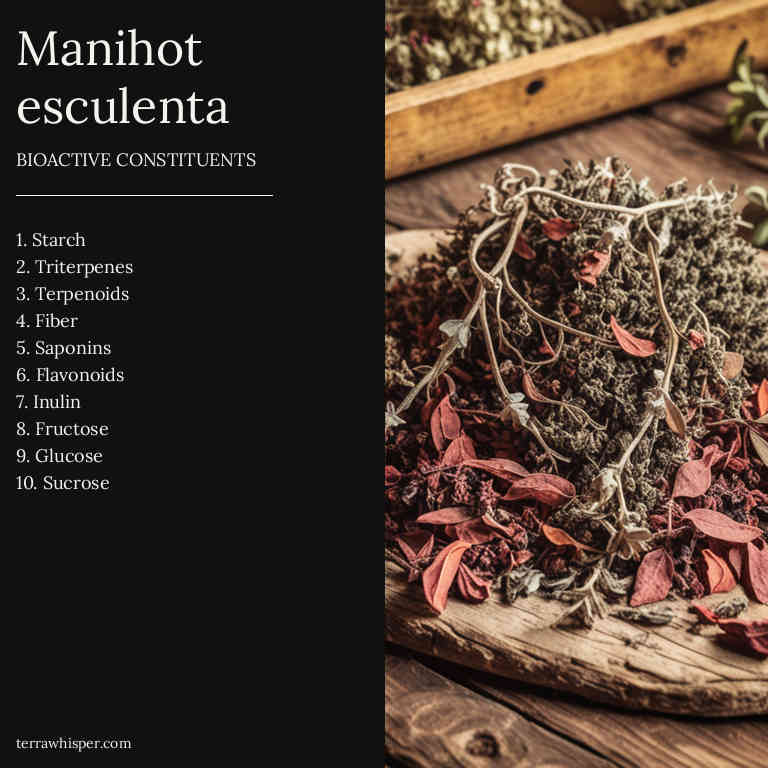 Manihot
esculenta
BIOACTIVE CONSTITUENTS
1. Starch
2. Triterpenes
3. Terpenoids
4. Fiber
5. Saponins
6. Flavonoids
7. Inulin
8. Fructose
9. Glucose
10. Sucrose
terrawhisper.com